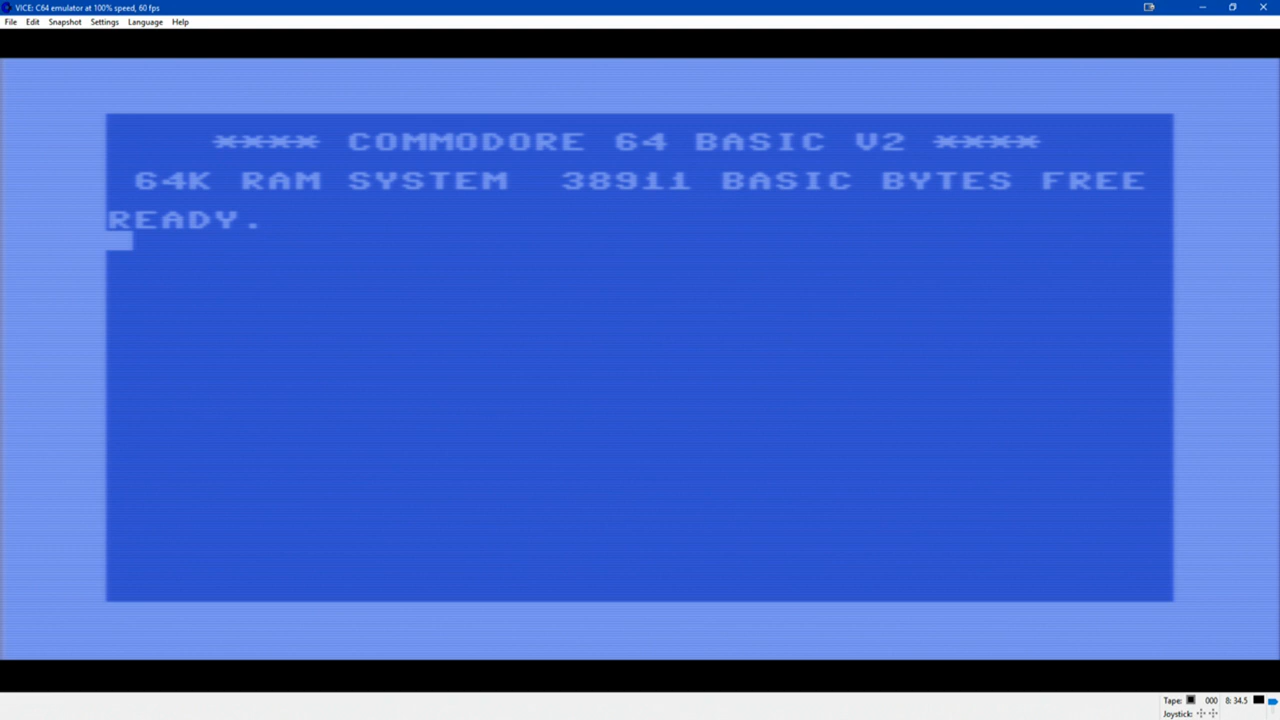 VICE: C64 emulator at 100% speed, 60 fps
File Edit Snapshot Settings Language Help
**** COMMODORE 64 BASIC V2 ****
64K RAM SYSTEM  38911 BASIC BYTES FREE
READY.
Tape: 000 8: 34.5
Joystick: